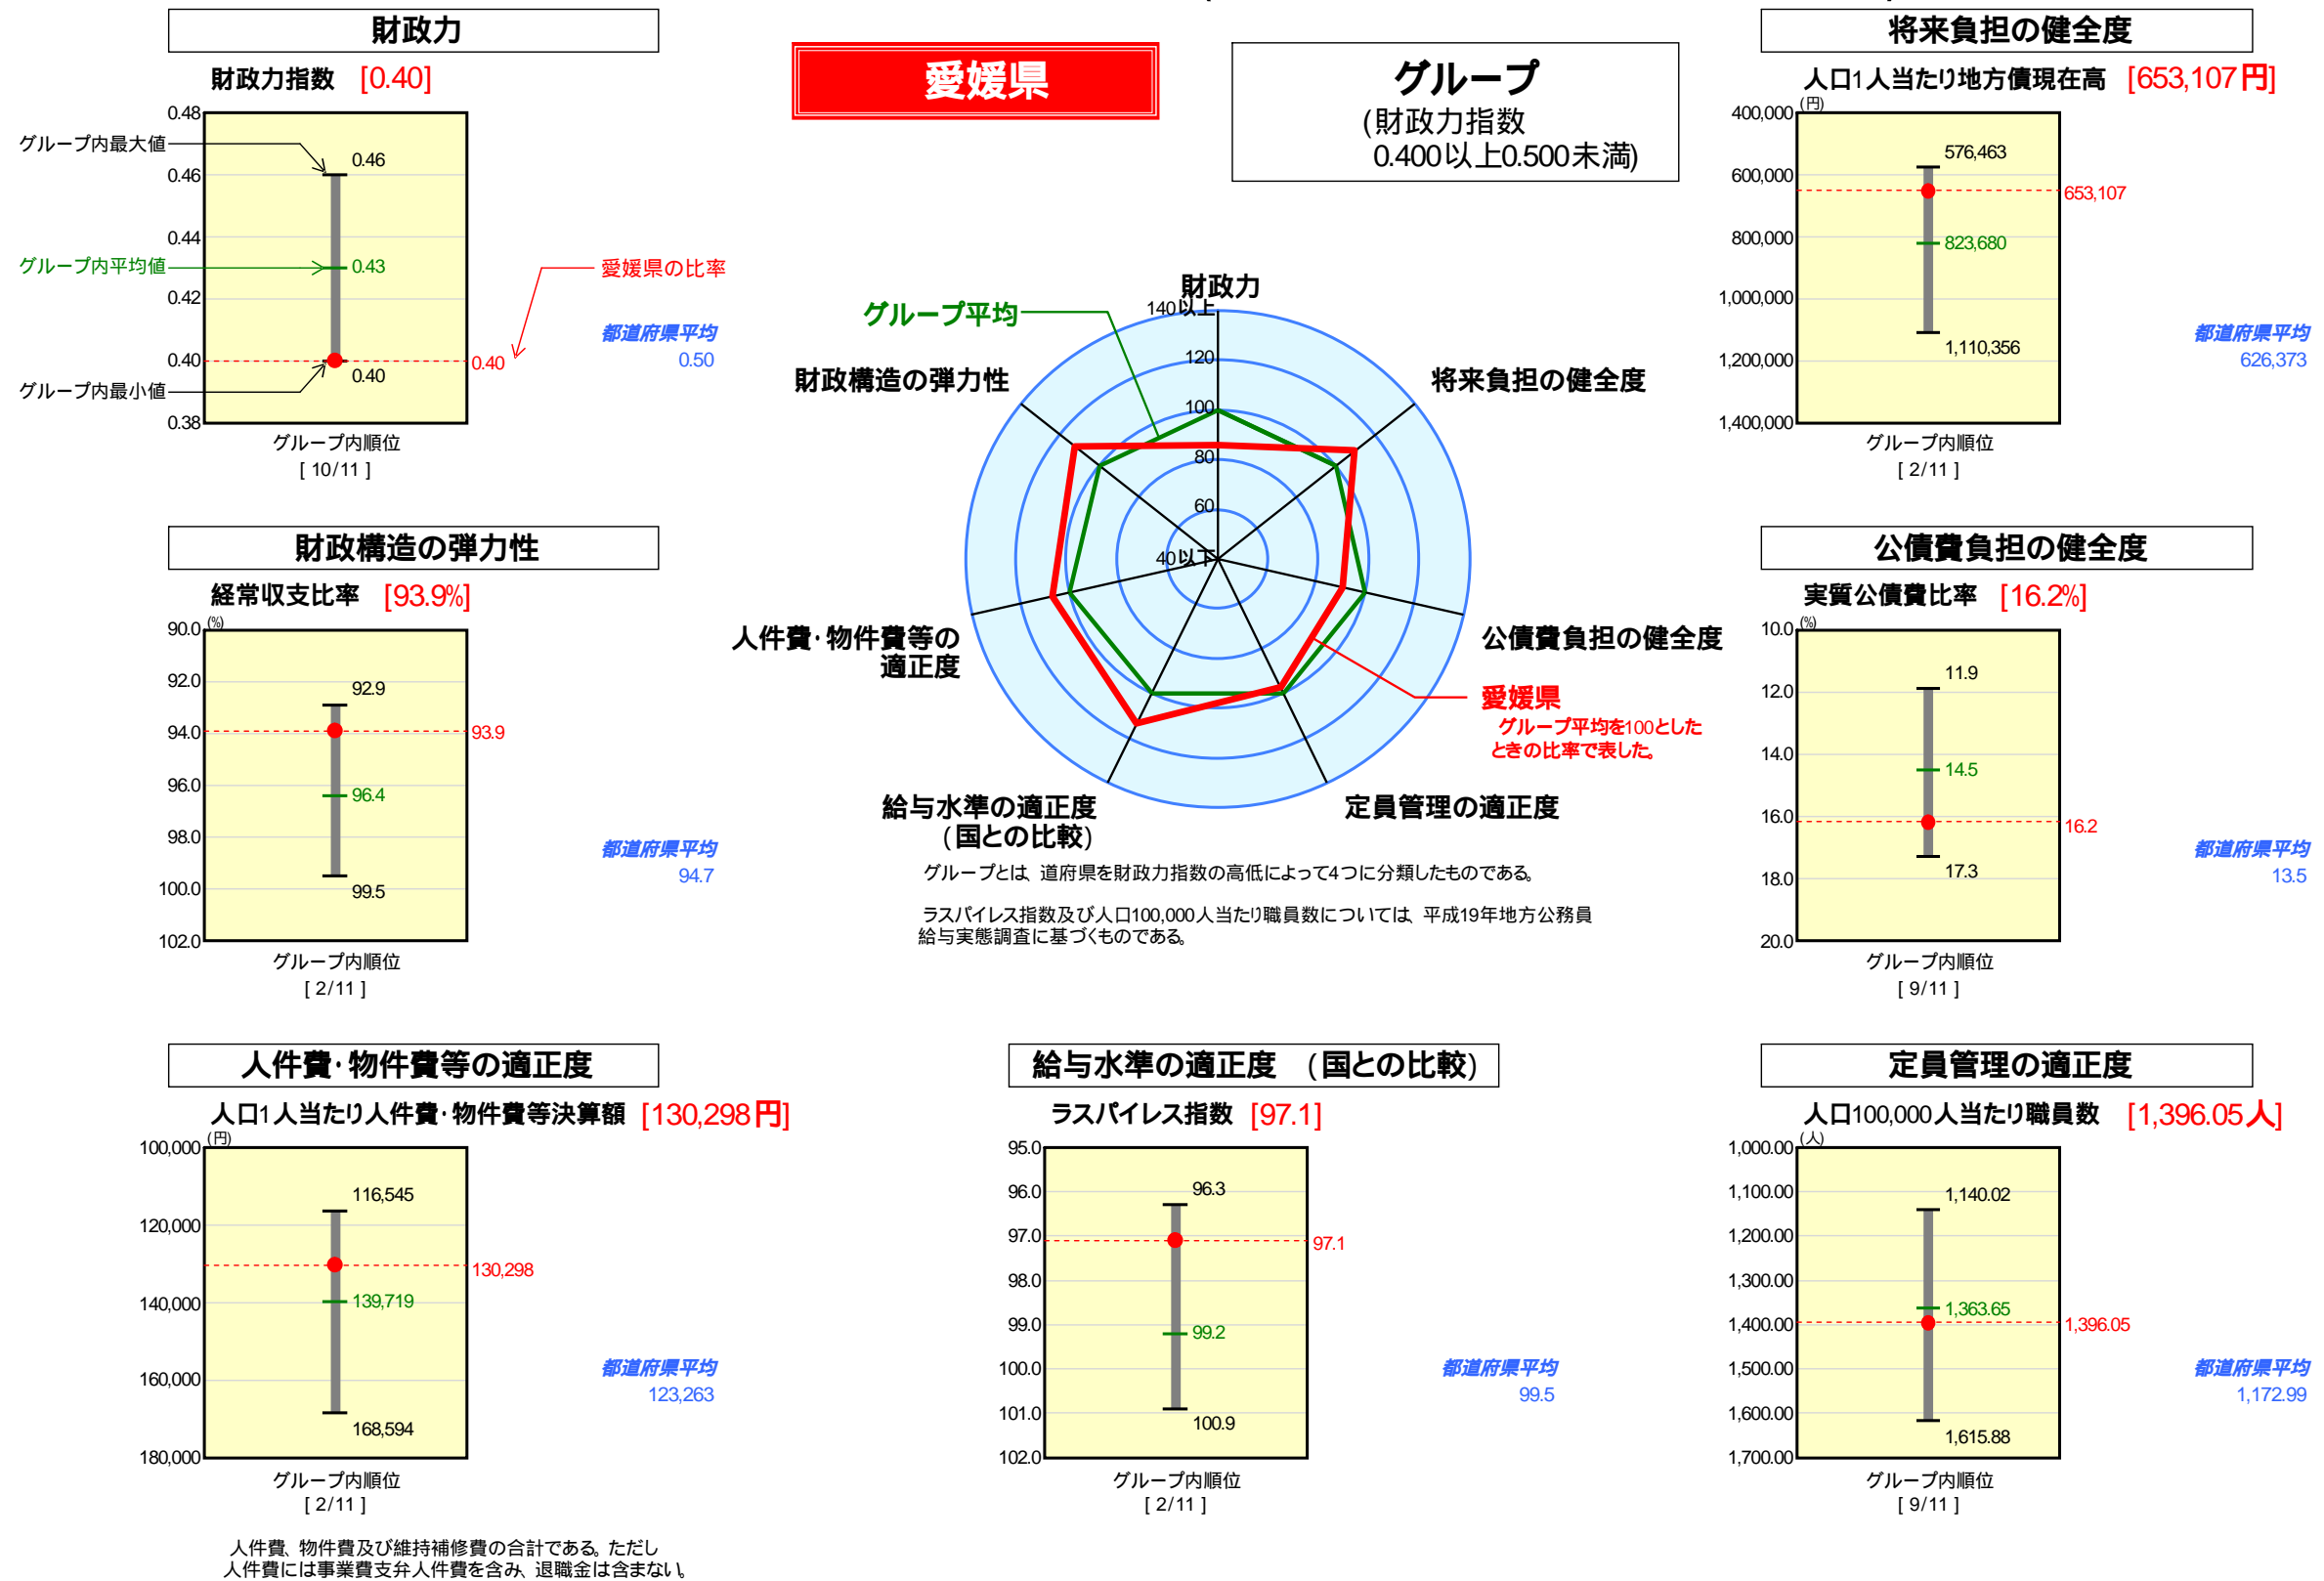 財政力
財政力指数 [0.40]
0.48
0.46
0.44
0.42
0.40
0.38
グループ内最大値
グループ内平均値
グループ内最小値
0.46
0.43
0.40
0.40
愛媛県の比率
都道府県平均
0.50
グループ内順位
[ 10/11 ]
愛媛県
グループ
(財政力指数
0.400以上0.500未満)
将来負担の健全度
人口1人当たり地方債現在高 [653,107円]
(円)
400,000
600,000
800,000
1,000,000
1,200,000
1,400,000
576,463
653,107
823,680
1,110,356
都道府県平均
626,373
グループ内順位
[ 2/11 ]
財政力
グループ平均
140以上
120
100
80
60
40以下
財政構造の弾力性
将来負担の健全度
人件費・物件費等の
適正度
公債費負担の健全度
愛媛県
グループ平均を100とした
ときの比率で表した。
給与水準の適正度
(国との比較)
定員管理の適正度
グループとは、道府県を財政力指数の高低によって4つに分類したものである。
ラスパイレス指数及び人口100,000人当たり職員数については、平成19年地方公務員
給与実態調査に基づくものである。
財政構造の弾力性
経常収支比率 [93.9%]
(%)
90.0
92.0
94.0
96.0
98.0
100.0
102.0
92.9
93.9
96.4
99.5
都道府県平均
94.7
グループ内順位
[ 2/11 ]
公債費負担の健全度
実質公債費比率 [16.2%]
(%)
10.0
12.0
14.0
16.0
18.0
20.0
11.9
14.5
16.2
17.3
都道府県平均
13.5
グループ内順位
[ 9/11 ]
人件費・物件費等の適正度
人口1人当たり人件費・物件費等決算額 [130,298円]
(円)
100,000
120,000
140,000
160,000
180,000
116,545
130,298
139,719
168,594
都道府県平均
123,263
グループ内順位
[ 2/11 ]
人件費、物件費及び維持補修費の合計である。ただし
人件費には事業費支弁人件費を含み、退職金は含まない。
給与水準の適正度 (国との比較)
ラスパイレス指数 [97.1]
95.0
96.0
97.0
98.0
99.0
100.0
101.0
102.0
96.3
97.1
99.2
100.9
都道府県平均
99.5
グループ内順位
[ 2/11 ]
定員管理の適正度
人口100,000人当たり職員数 [1,396.05人]
(人)
1,000.00
1,100.00
1,200.00
1,300.00
1,400.00
1,500.00
1,600.00
1,700.00
1,140.02
1,363.65
1,396.05
1,615.88
都道府県平均
1,172.99
グループ内順位
[ 9/11 ]